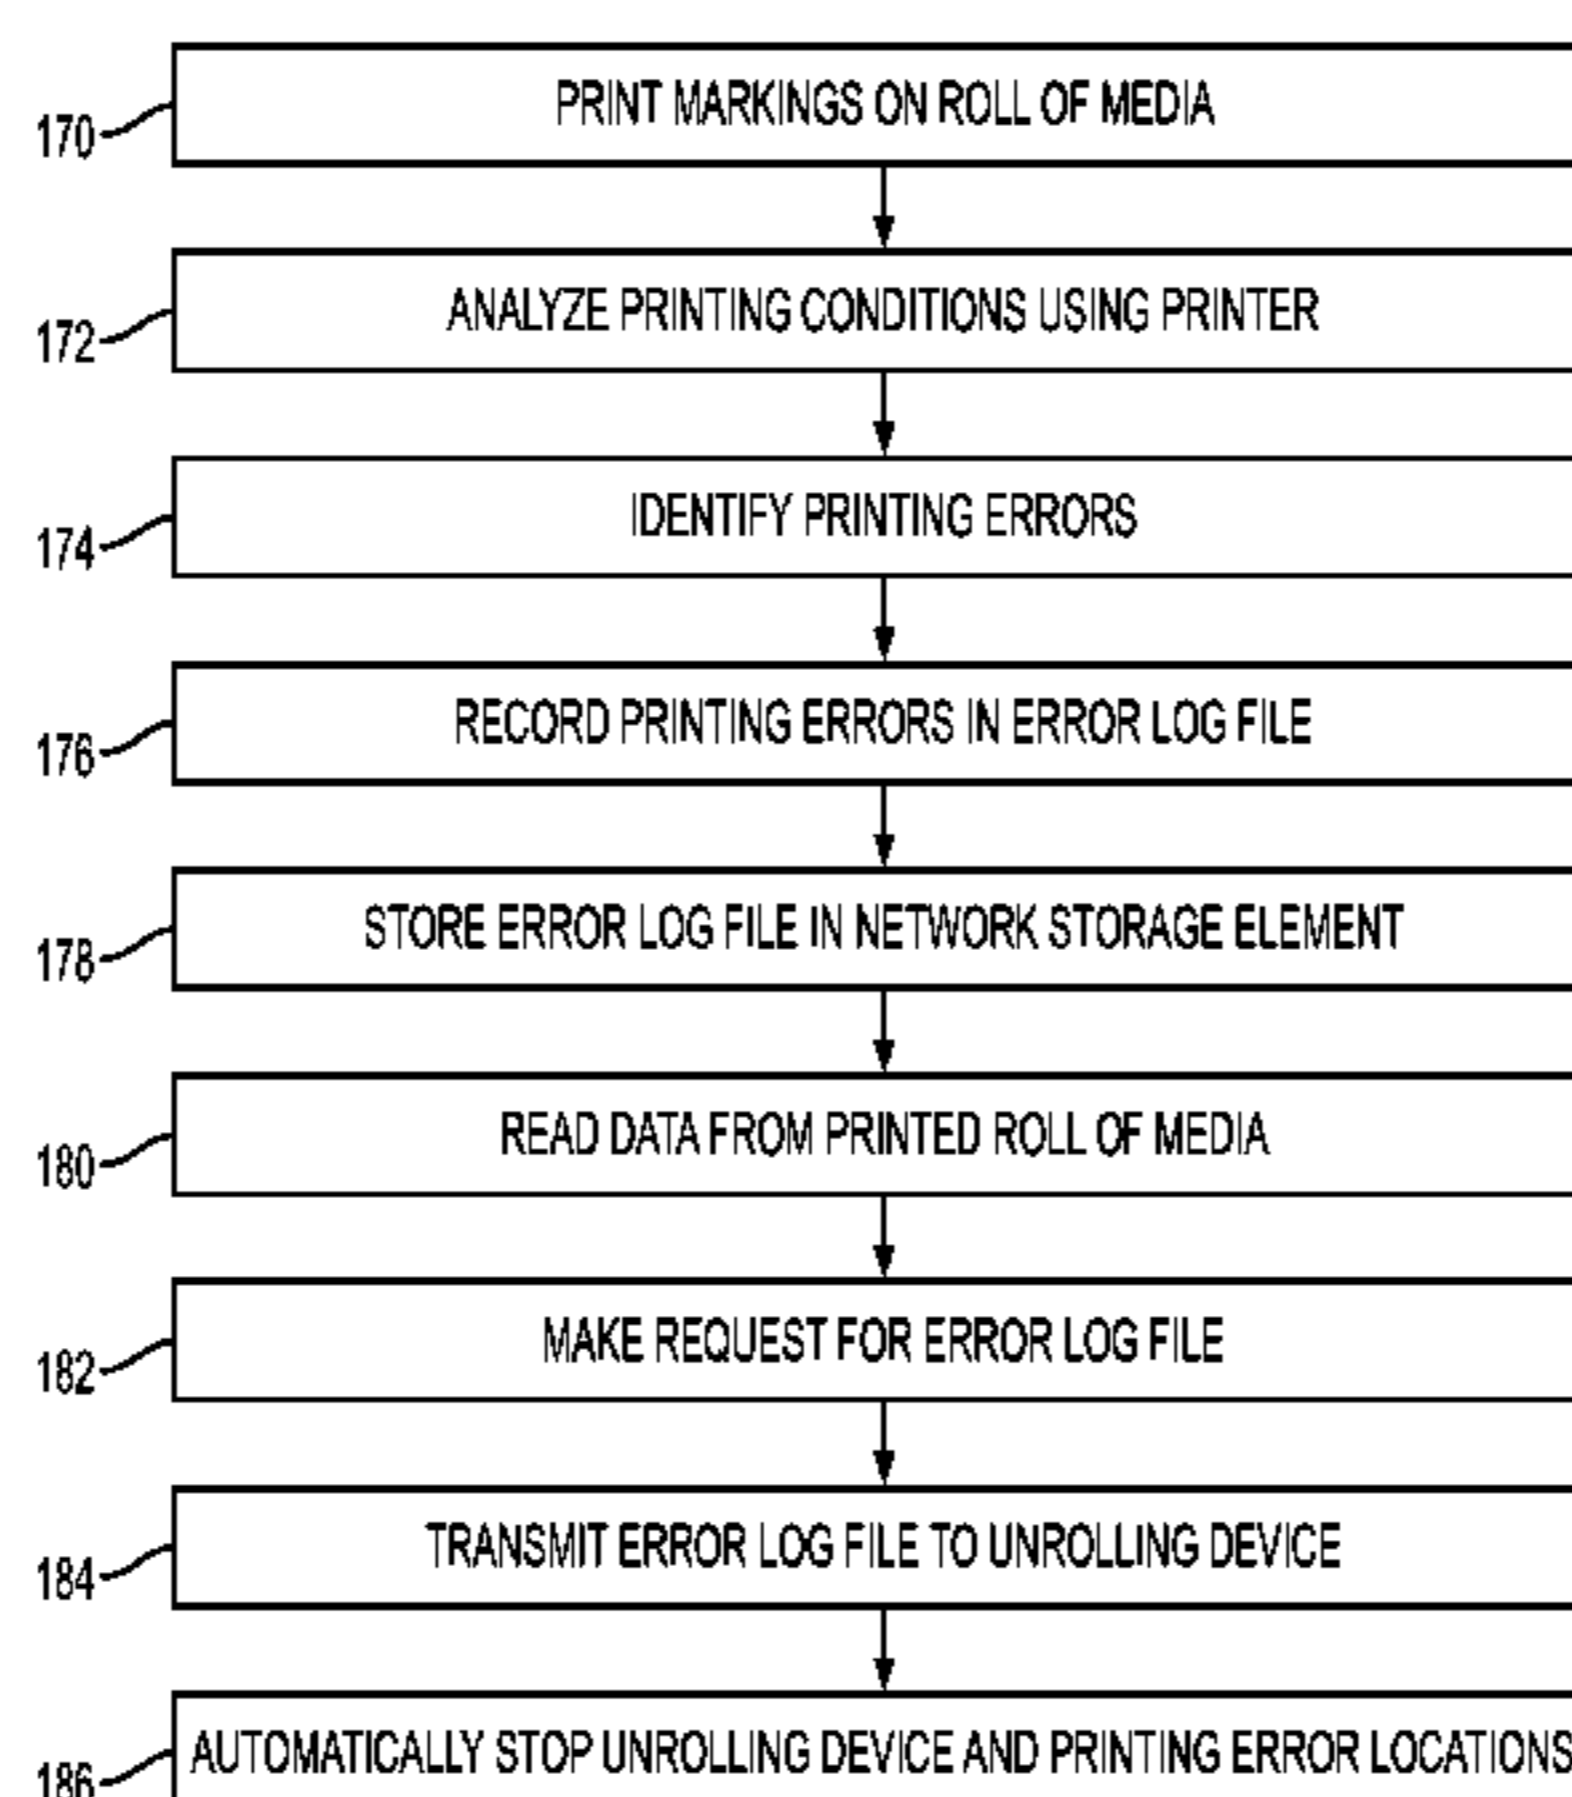 PRINT MARKINGS ON ROLL OF MEDIA
170
ANALYZE PRINTING CONDITIONS USING PRINTER
172
IDENTIFY PRINTING ERRORS
174
RECORD PRINTING ERRORS IN ERROR LOG FILE
176
STORE ERROR LOG FILE IN NETWORK STORAGE ELEMENT
178
READ DATA FROM PRINTED ROLL OF MEDIA
180
MAKE REQUEST FOR ERROR LOG FILE
182
TRANSMIT ERROR LOG FILE TO UNROLLING DEVICE
184
AUTOMATICALLY STOP UNROLLING DEVICE AND PRINTING ERROR LOCATIONS
186